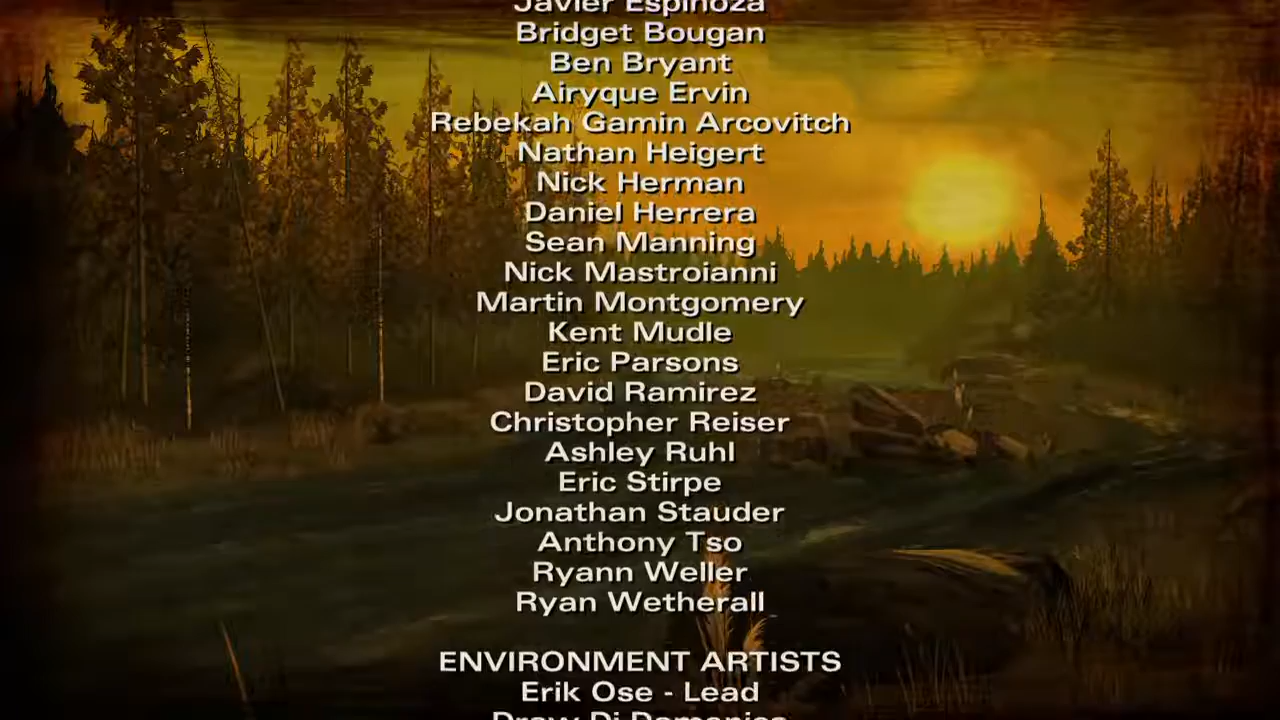 Javier Espinoza
Bridget Bougan
Ben Bryant
Airyque Ervin
Rebekah Gamin Arcovitch
Nathan Heigert
Nick Herman
Daniel Herrera
Sean Manning
Nick Mastroianni
Martin Montgomery
Kent Mudle
Eric Parsons
David Ramirez
Christopher Reiser
Ashley Ruhl
Eric Stirpe
Jonathan Stauder
Anthony Tso
Ryann Weller
Ryan Wetherall
ENVIRONMENT ARTISTS
Erik Ose - Lead